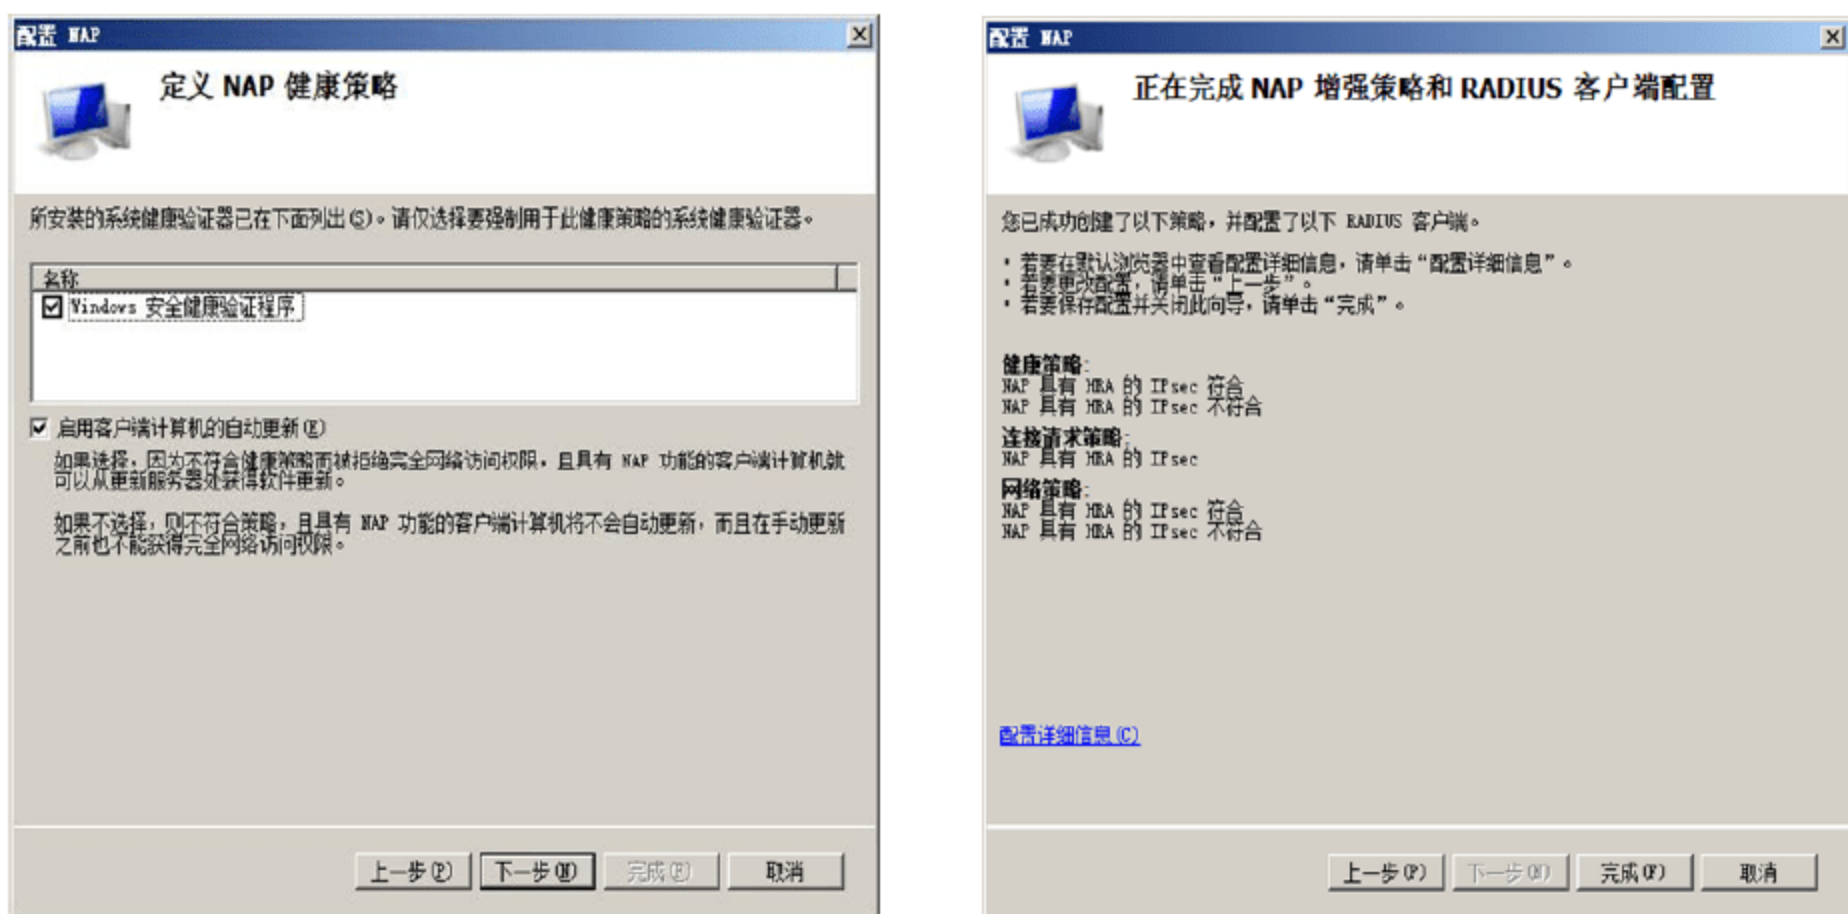 配置 NAP
定义 NAP 健康策略
所安装的系统健康验证器已在下面列出(S)。请仅选择要强制用于此健康策略的系统健康验证器。
名称
Windows 安全健康验证程序
启用客户端计算机的自动更新(E)
如果选择，因为不符合健康策略而被拒绝完全网络访问权限，且具有 NAP 功能的客户端计算机就
可以从更新服务器处获得软件更新。
如果不选择，则不符合策略，且具有 NAP 功能的客户端计算机将不会自动更新，而且在手动更新
之前也不能获得完全网络访问权限。
上一步(P) 下一步(N) 完成(F) 取消
配置 NAP
正在完成 NAP 增强策略和 RADIUS 客户端配置
您已成功创建了以下策略，并配置了以下 RADIUS 客户端。
• 若要在默认浏览器中查看配置详细信息，请单击“配置详细信息”。
• 若要更改配置，请单击“上一步”。
• 若要保存配置并关闭此向导，请单击“完成”。
健康策略:
NAP 具有 HRA 的 IPsec 符合
NAP 具有 HRA 的 IPsec 不符合
连接请求策略:
NAP 具有 HRA 的 IPsec
网络策略:
NAP 具有 HRA 的 IPsec 符合
NAP 具有 HRA 的 IPsec 不符合
配置详细信息(C)
上一步(P) 下一步(N) 完成(F) 取消